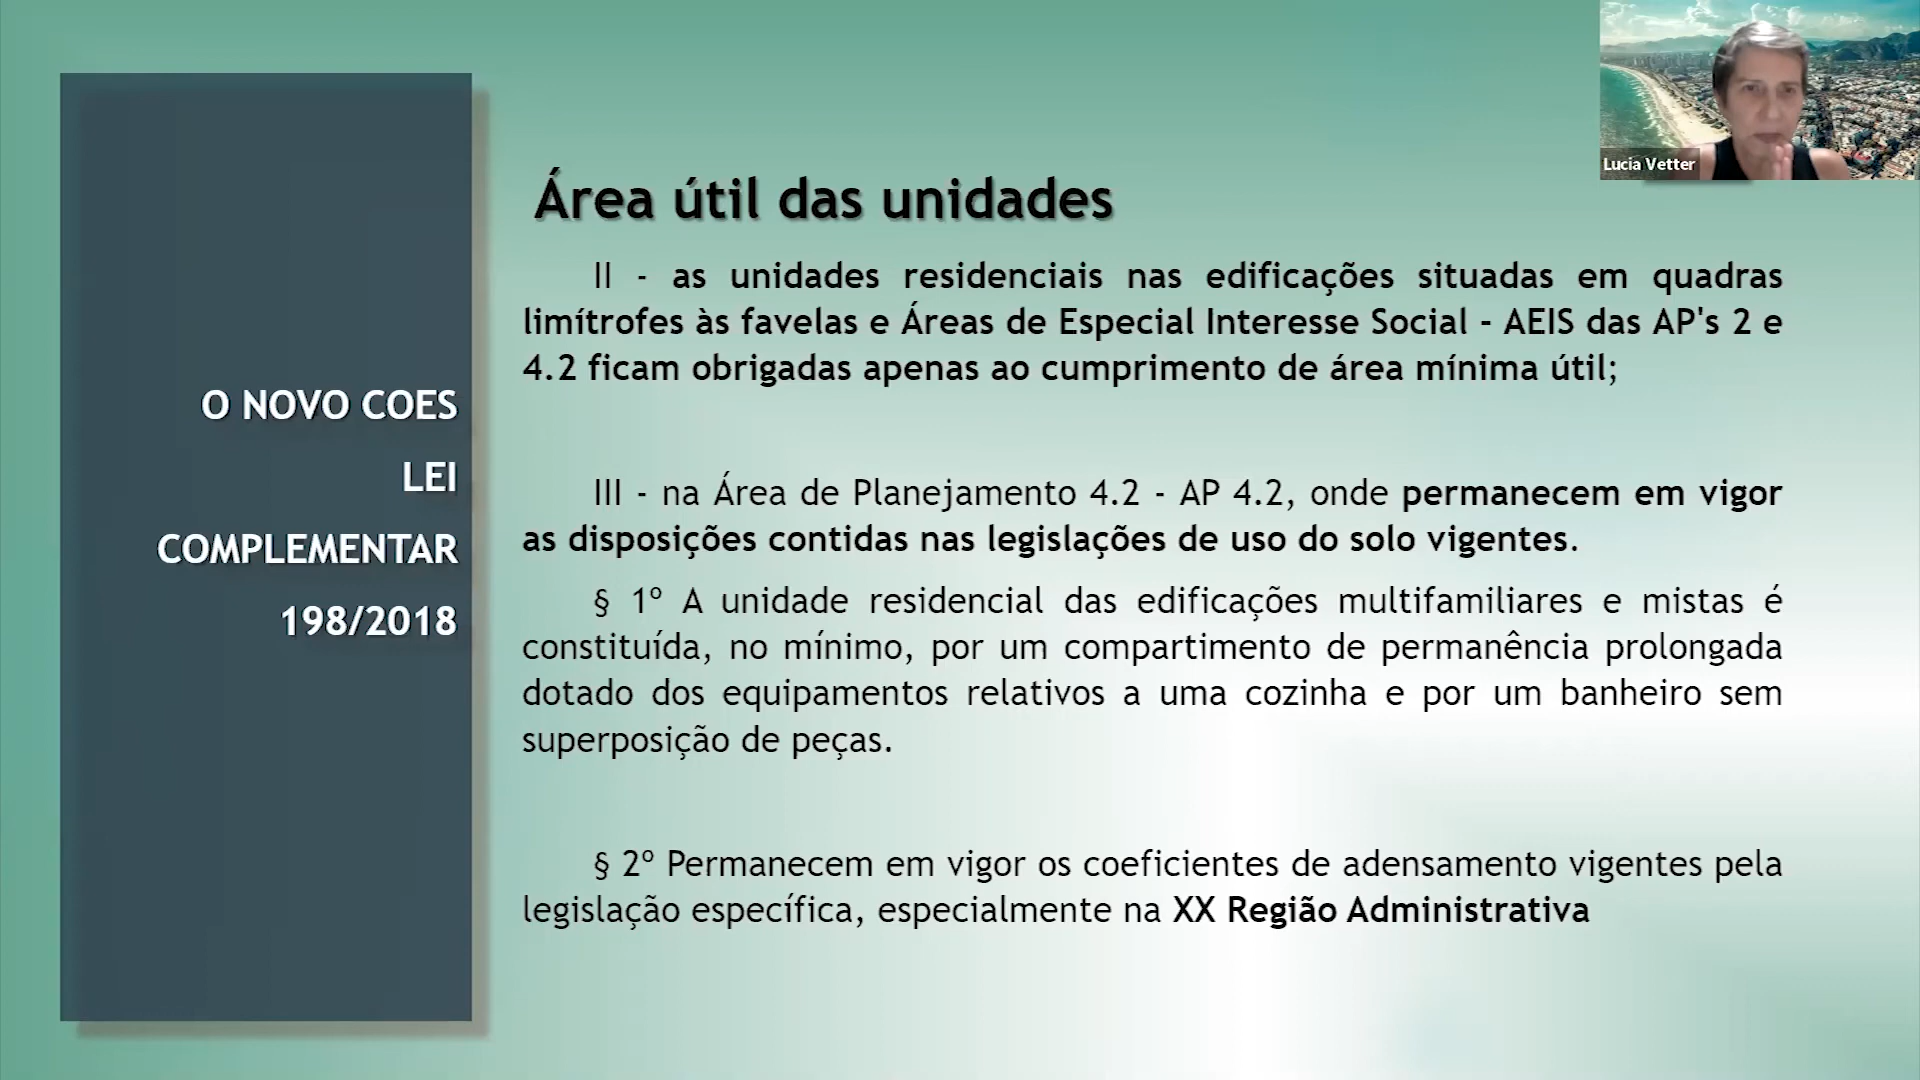 Lucia Vetter
O NOVO COES
LEI
COMPLEMENTAR
198/2018
Área útil das unidades
II - as unidades residenciais nas edificações situadas em quadras
limítrofes às favelas e Áreas de Especial Interesse Social - AEIS das AP's 2 e
4.2 ficam obrigadas apenas ao cumprimento de área mínima útil;
III - na Área de Planejamento 4.2 - AP 4.2, onde permanecem em vigor
as disposições contidas nas legislações de uso do solo vigentes.
§ 1º A unidade residencial das edificações multifamiliares e mistas é
constituída, no mínimo, por um compartimento de permanência prolongada
dotado dos equipamentos relativos a uma cozinha e por um banheiro sem
superposição de peças.
§ 2º Permanecem em vigor os coeficientes de adensamento vigentes pela
legislação específica, especialmente na XX Região Administrativa